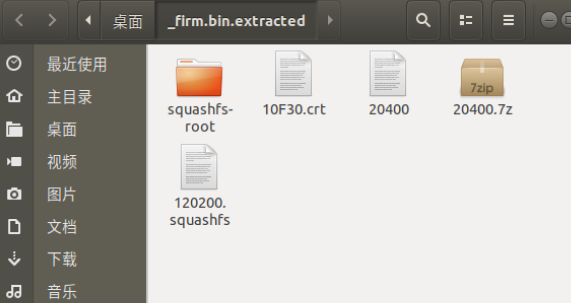 桌面 _firm.bin.extracted
最近使用
主目录
桌面
视频
图片
文档
下载
音乐
squashfs-
root
10F30.crt
20400
7zip
20400.7z
120200.
squashfs